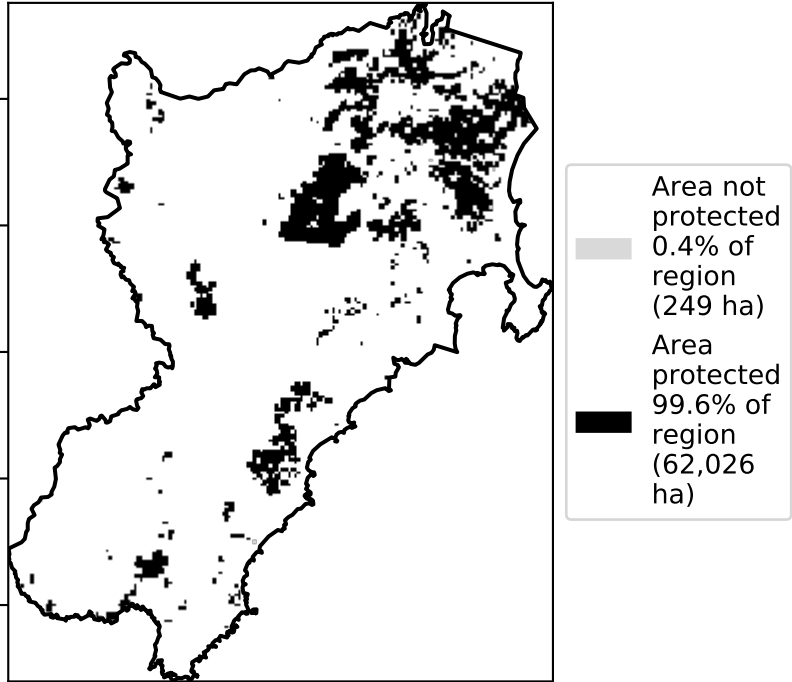 Area not
protected
0.4% of
region
(249 ha)
Area
protected
99.6% of
region
(62,026
ha)